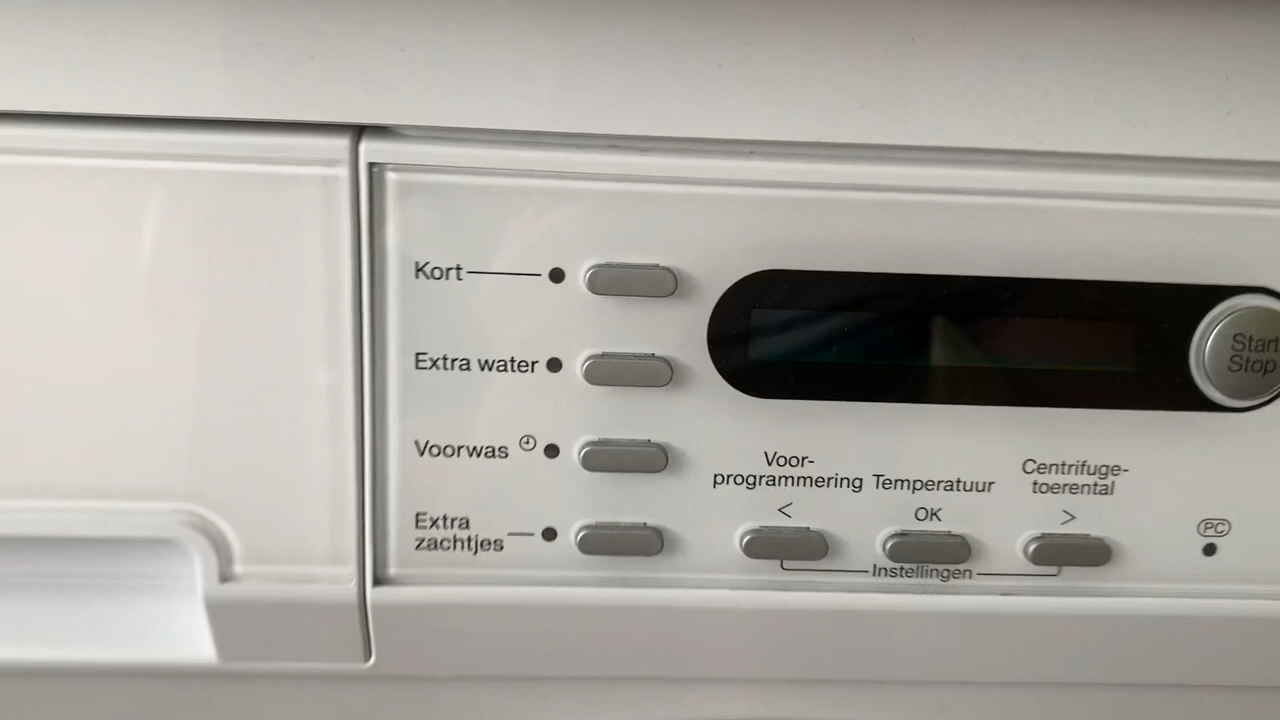 Kort
Extra water
Voorwas
Extra
zachtjes
Start
Stop
Voor-
programmering
<
Temperatuur
OK
Centrifuge-
toerental
>
Instellingen
PC